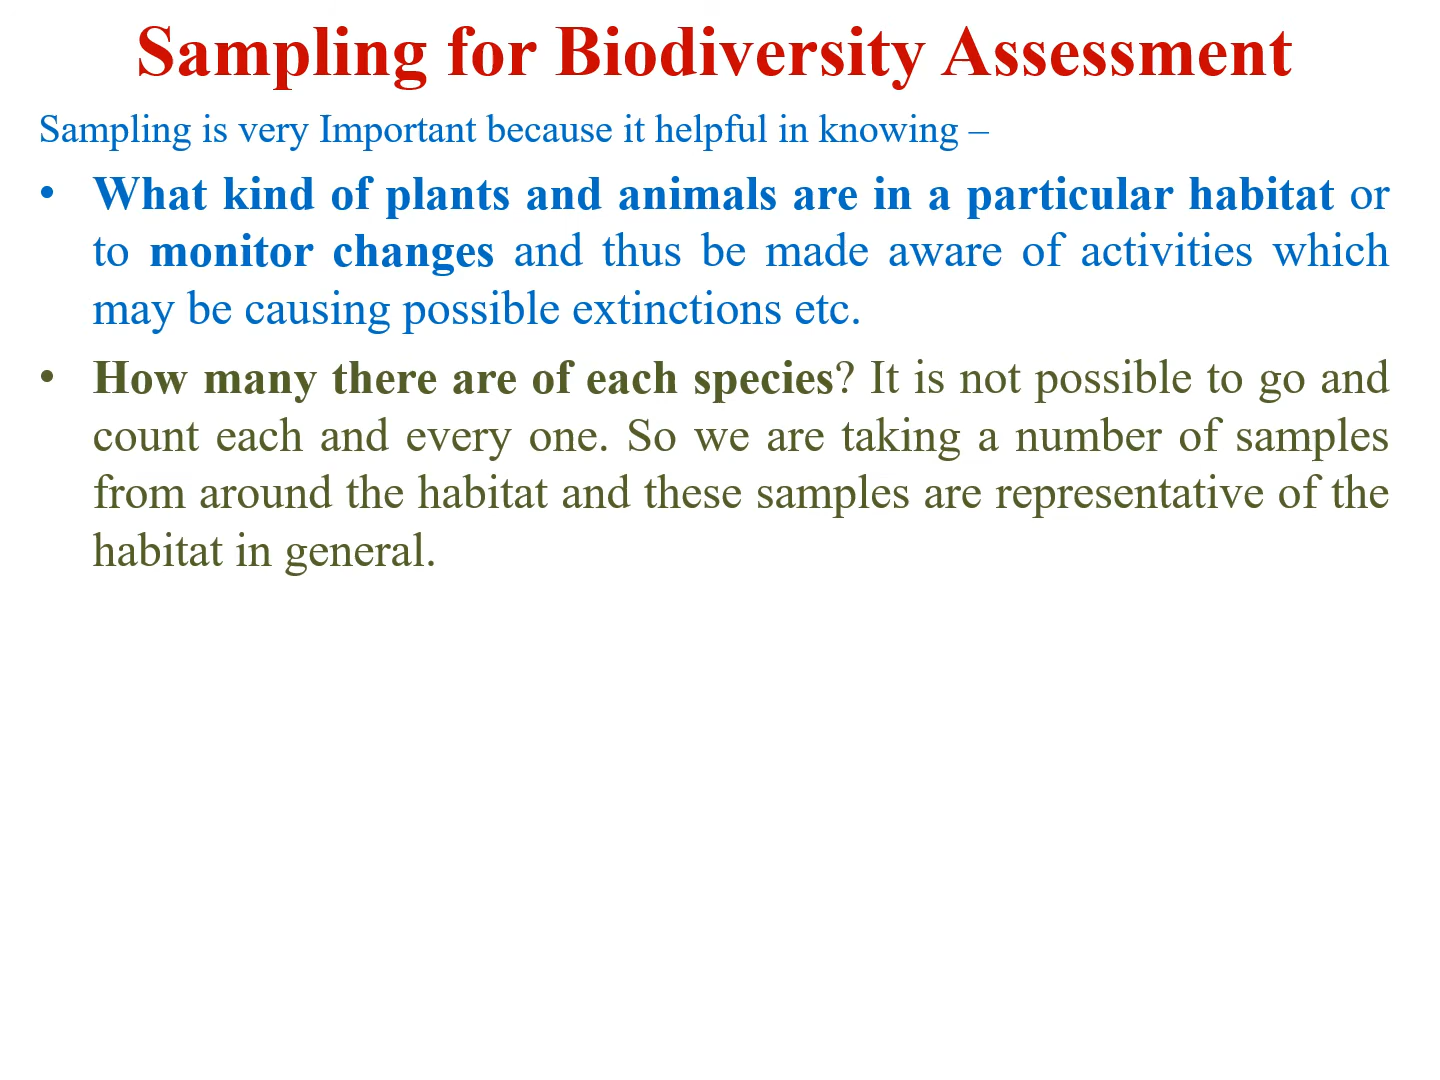 Sampling for Biodiversity Assessment
Sampling is very Important because it helpful in knowing –
• What kind of plants and animals are in a particular habitat or
to monitor changes and thus be made aware of activities which
may be causing possible extinctions etc.
• How many there are of each species? It is not possible to go and
count each and every one. So we are taking a number of samples
from around the habitat and these samples are representative of the
habitat in general.